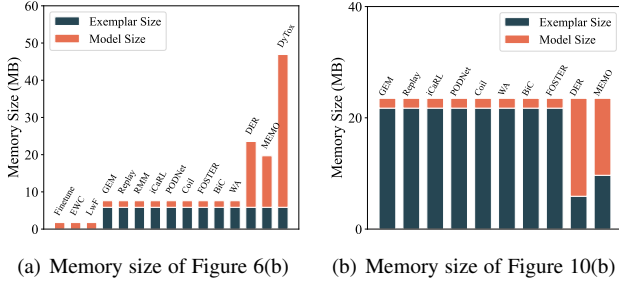 60
50
40
30
20
10
0
Memory Size (MB)
Exemplar Size
Model Size
Finetune
EWC
LwF
GEM
Replay
RMM
iCaRL
PODNet
Coil
FOSTER
BiC
WA
DER
MEMO
DyTox
(a) Memory size of Figure 6(b)
40
20
0
Memory Size (MB)
Exemplar Size
Model Size
GEM
Replay
iCaRL
PODNet
Coil
WA
BiC
FOSTER
DER
MEMO
(b) Memory size of Figure 10(b)